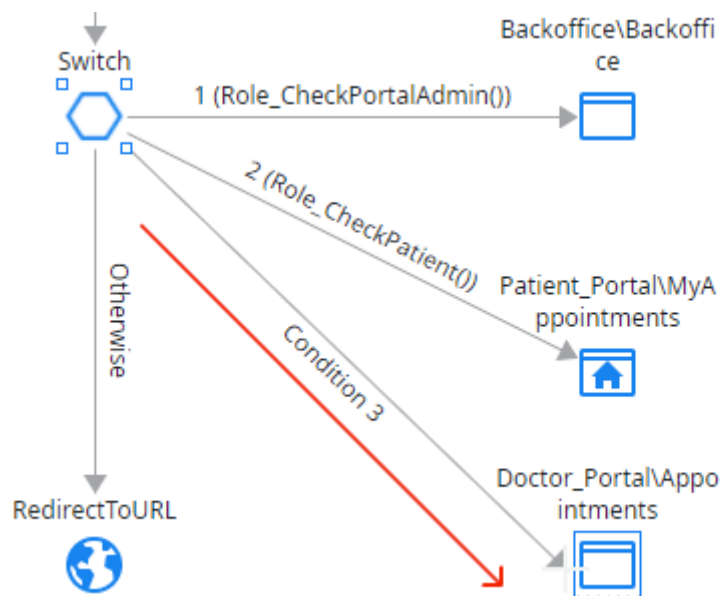 Switch
Backoffice\Backoffi
ce
1 (Role_CheckPortalAdmin())
2 (Role_CheckPatient())
Patient_Portal\MyA
ppointments
Otherwise
Condition 3
Doctor_Portal\Appo
intments
RedirectToURL